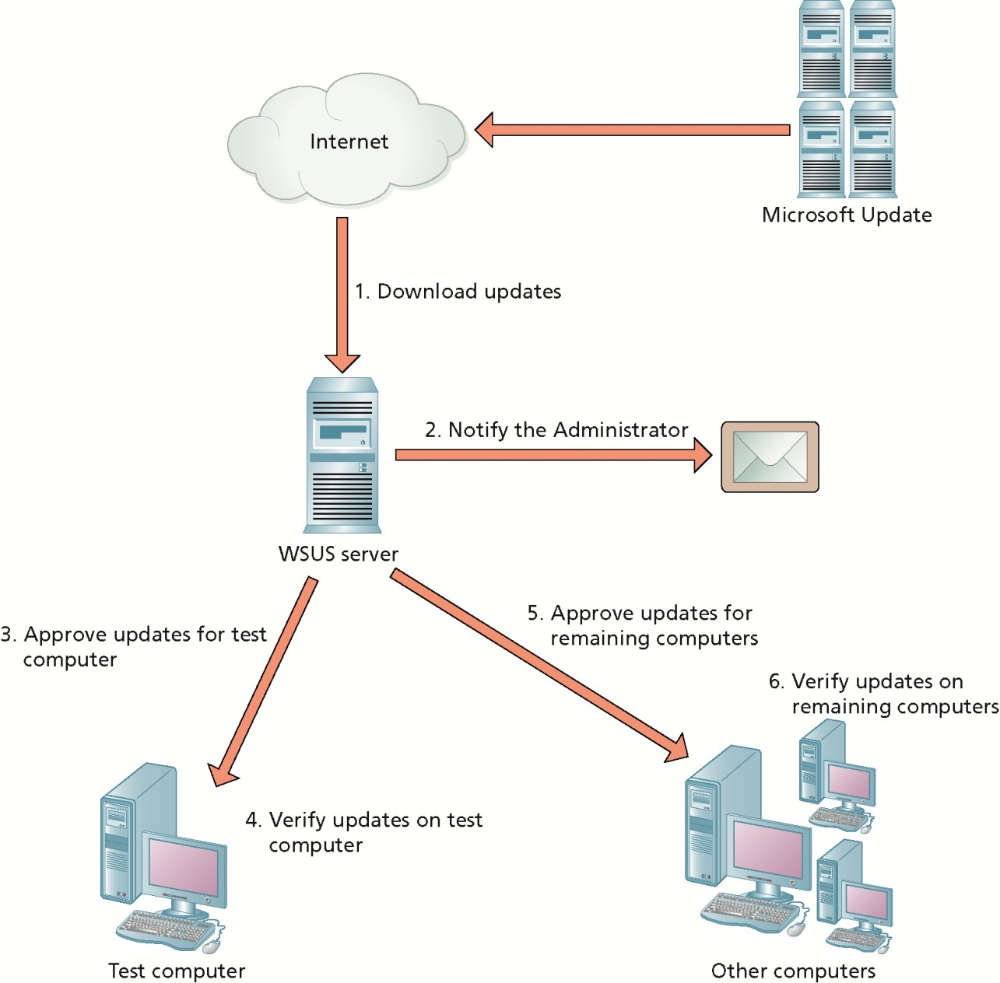 Internet
Microsoft Update
1. Download updates
2. Notify the Administrator
WSUS server
3. Approve updates for test
computer
5. Approve updates for
remaining computers
6. Verify updates on
remaining computers
4. Verify updates on test
computer
Test computer
Other computers